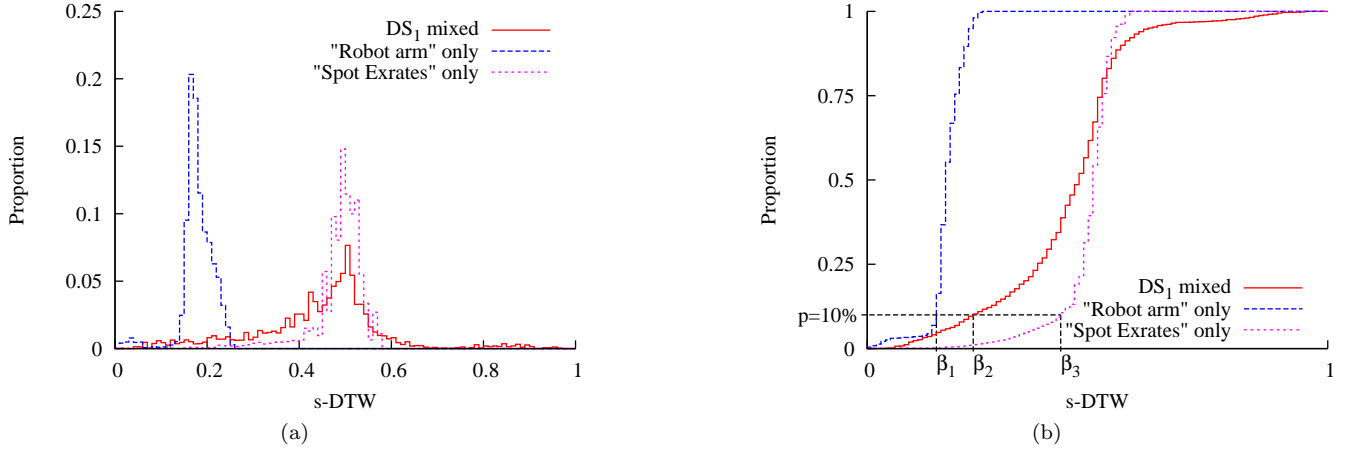 DS₁ mixed
"Robot arm" only
"Spot Exrates" only
0.25
0.2
0.15
0.1
0.05
0
Proportion
0 0.2 0.4 0.6 0.8 1
s-DTW
(a)
1
0.75
0.5
0.25
p=10%
0
Proportion
DS₁ mixed
"Robot arm" only
"Spot Exrates" only
0 β₁ β₂ β₃ 1
s-DTW
(b)